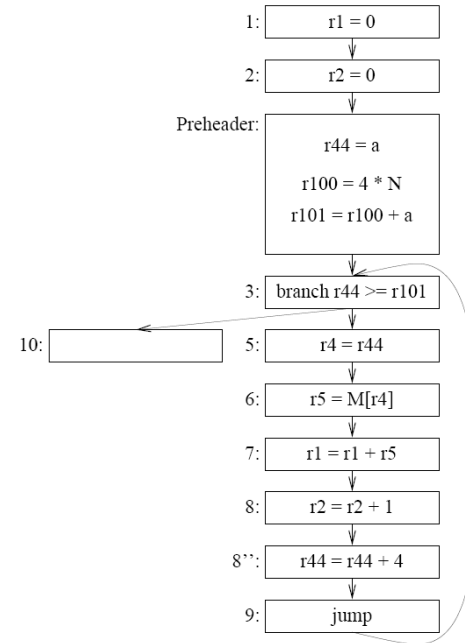 1: r1 = 0
2: r2 = 0
Preheader:
r44 = a
r100 = 4 * N
r101 = r100 + a
3: branch r44 >= r101
10:
5: r4 = r44
6: r5 = M[r4]
7: r1 = r1 + r5
8: r2 = r2 + 1
8’’: r44 = r44 + 4
9: jump